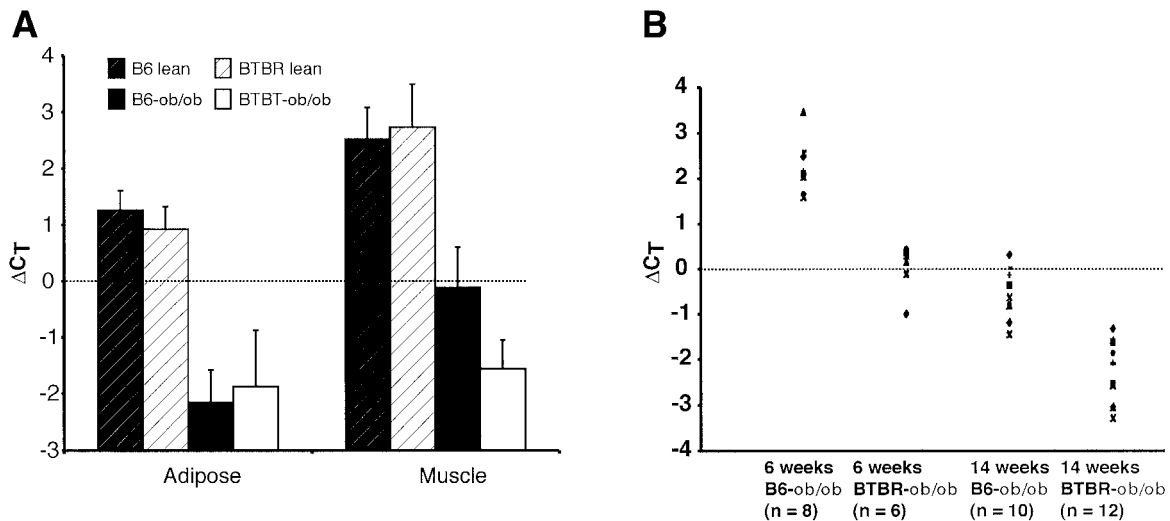 A
4
3
2
1
0
-1
-2
-3
ΔCT
B6 lean
BTBR lean
B6-ob/ob
BTBT-ob/ob
Adipose
Muscle
B
4
3
2
1
0
-1
-2
-3
-4
ΔCT
6 weeks
B6-ob/ob
(n = 8)
6 weeks
BTBR-ob/ob
(n = 6)
14 weeks
B6-ob/ob
(n = 10)
14 weeks
BTBR-ob/ob
(n = 12)